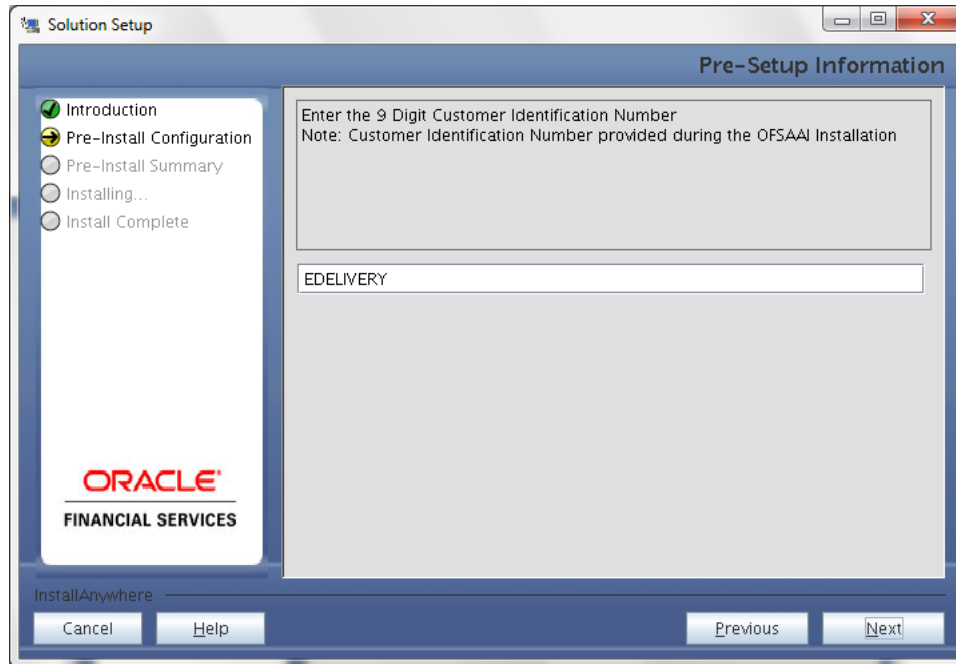 Solution Setup
Pre-Setup Information
Introduction
Pre-Install Configuration
Pre-Install Summary
Installing...
Install Complete
Enter the 9 Digit Customer Identification Number
Note: Customer Identification Number provided during the OFSAAI Installation
EDELIVERY
ORACLE
FINANCIAL SERVICES
InstallAnywhere
Cancel
Help
Previous
Next